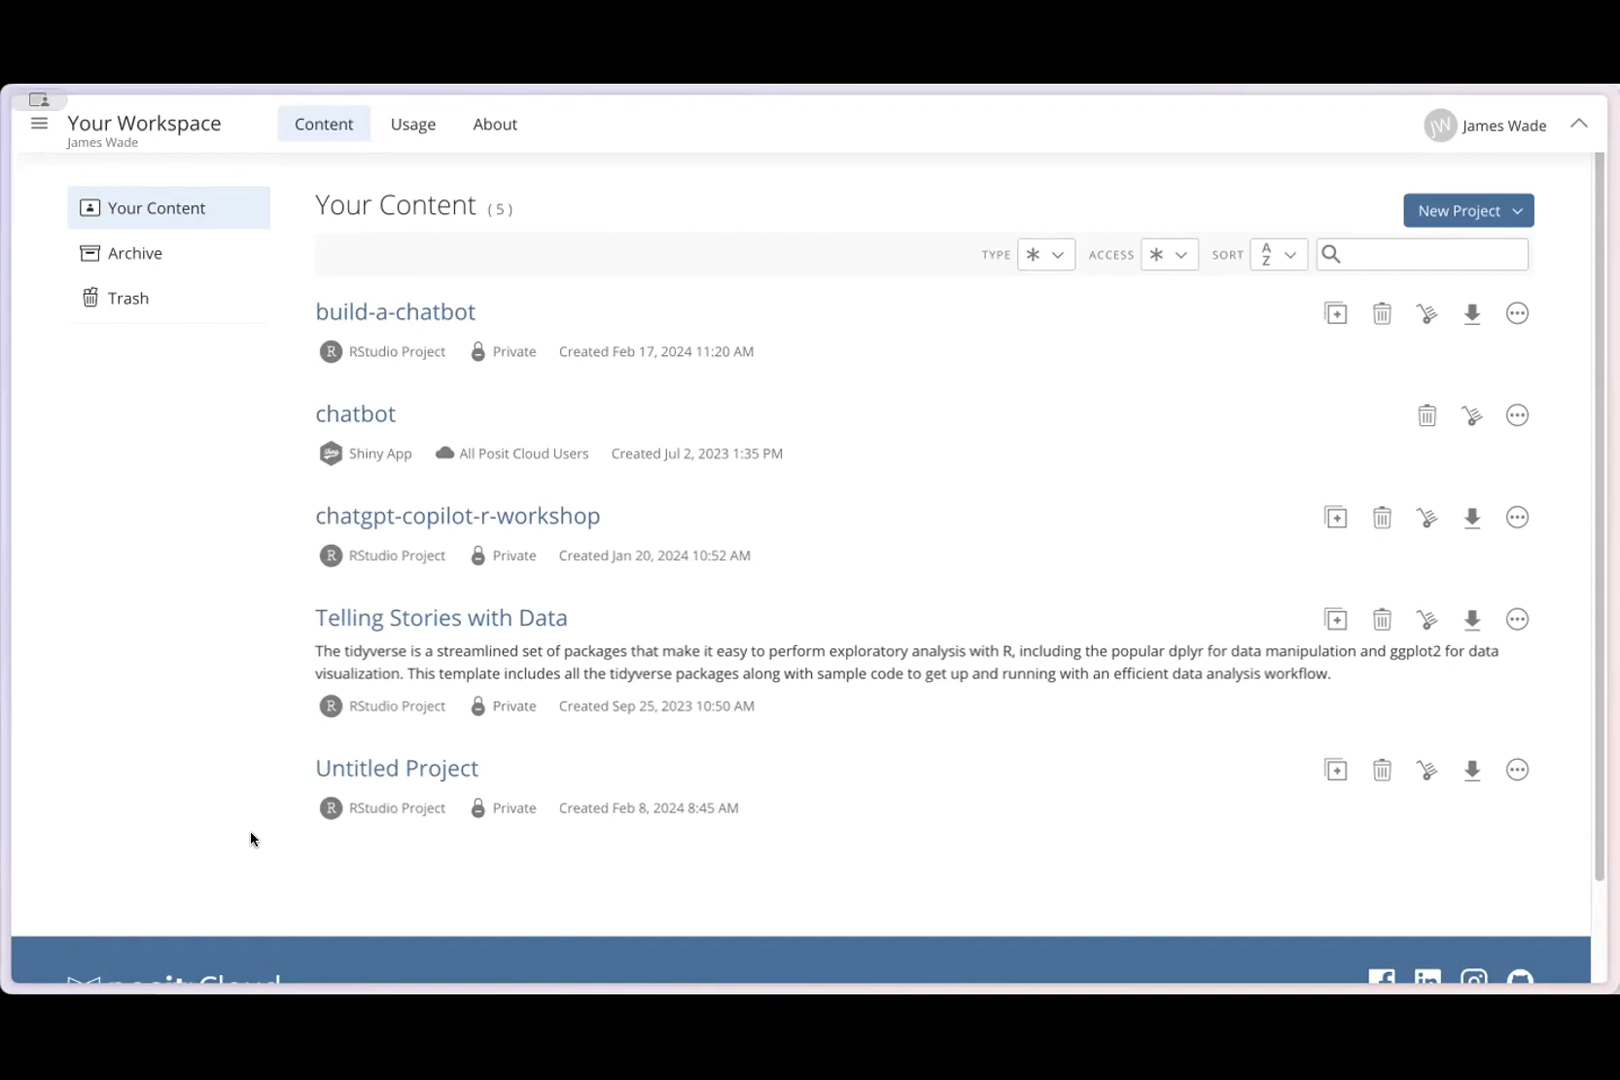 Your Workspace
James Wade
Content
Usage
About
JW
James Wade
Your Content
Archive
Trash
Your Content ( 5 )
New Project
TYPE * ACCESS * SORT A Z
build-a-chatbot
R RStudio Project Private Created Feb 17, 2024 11:20 AM
chatbot
Shiny App All Posit Cloud Users Created Jul 2, 2023 1:35 PM
chatgpt-copilot-r-workshop
R RStudio Project Private Created Jan 20, 2024 10:52 AM
Telling Stories with Data
The tidyverse is a streamlined set of packages that make it easy to perform exploratory analysis with R, including the popular dplyr for data manipulation and ggplot2 for data
visualization. This template includes all the tidyverse packages along with sample code to get up and running with an efficient data analysis workflow.
R RStudio Project Private Created Sep 25, 2023 10:50 AM
Untitled Project
R RStudio Project Private Created Feb 8, 2024 8:45 AM
posit Cloud